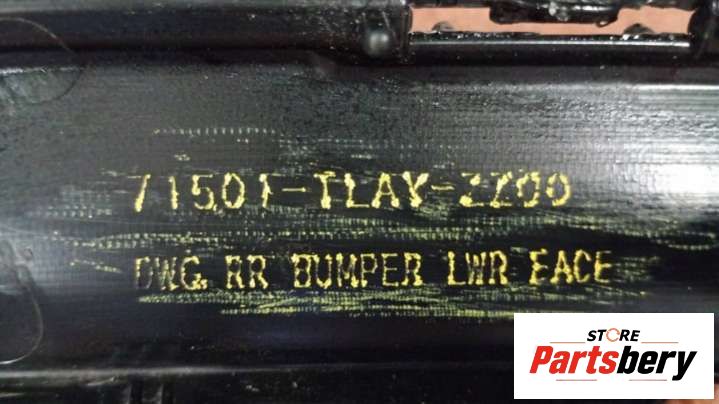 71501-TLAY-ZZ00
DWG. RR BUMPER LWR FACE
STORE
Partsbery